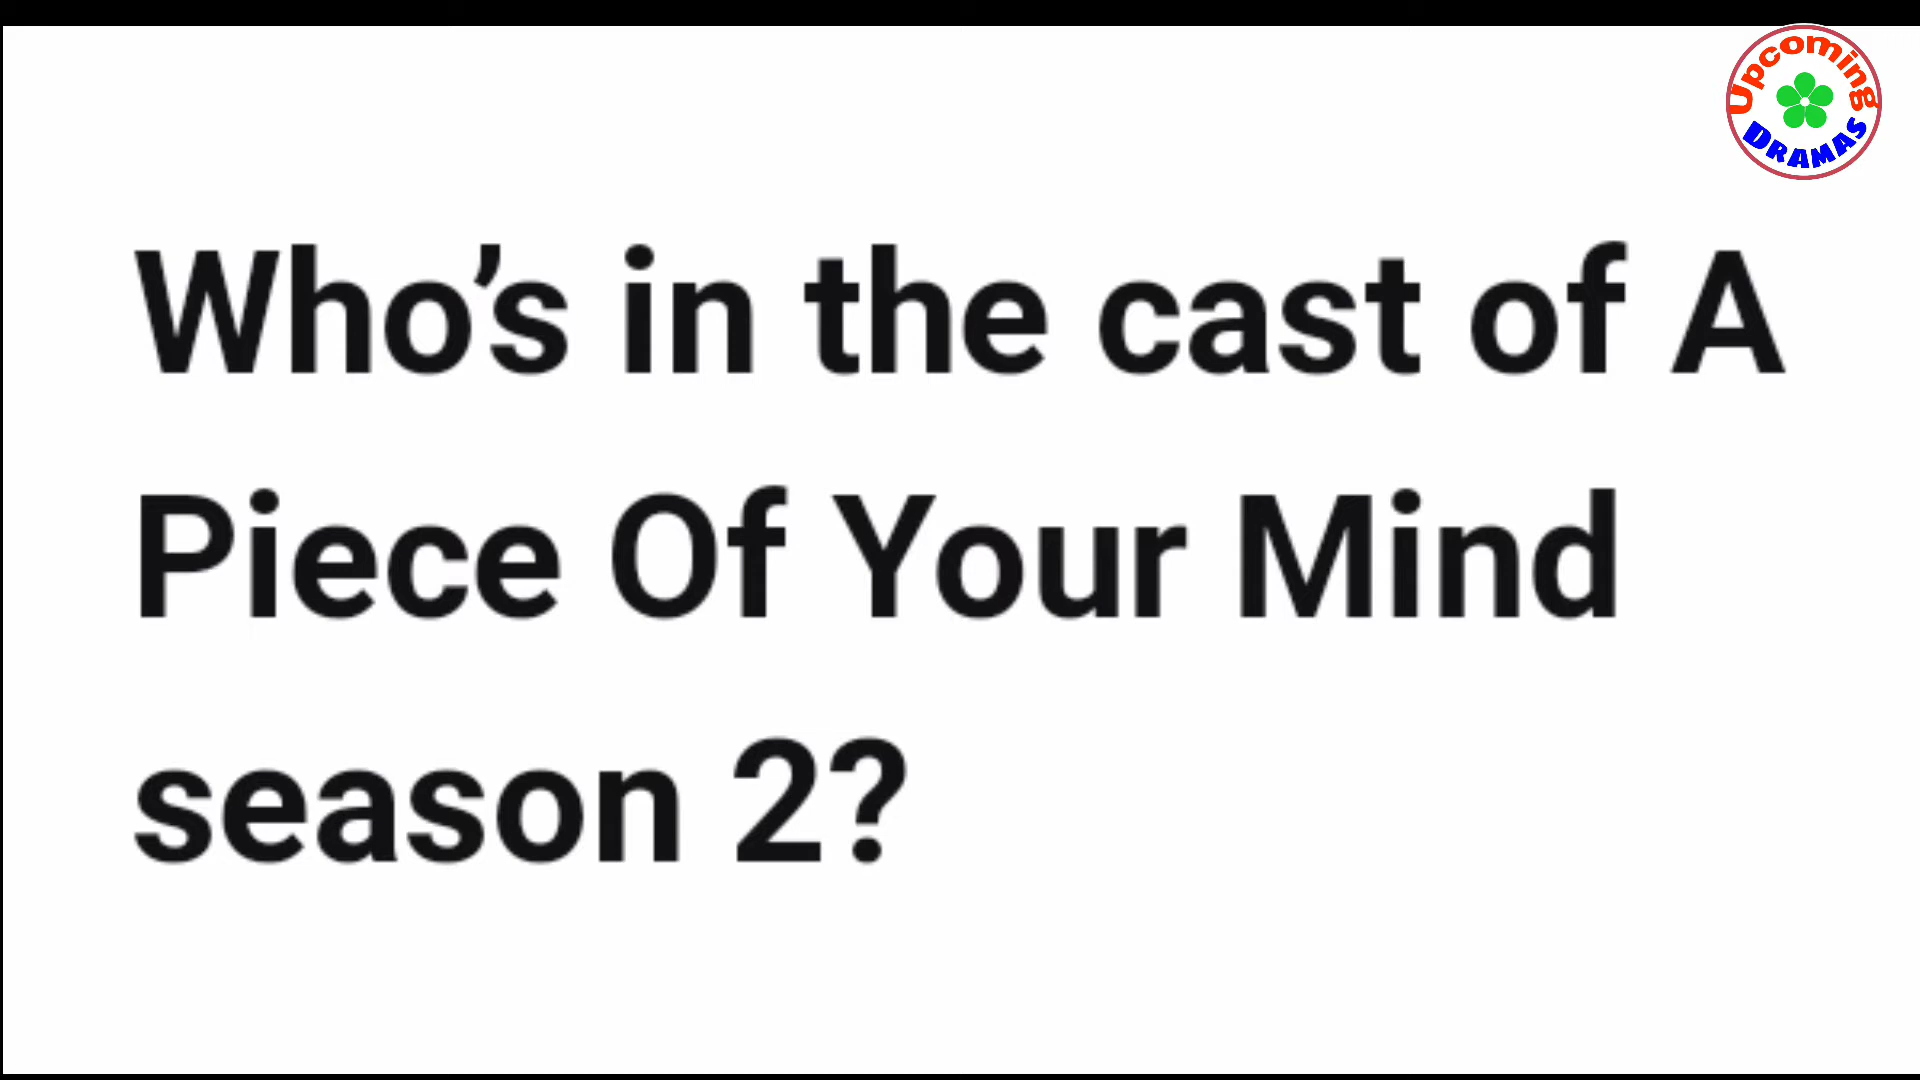 Upcoming
DRAMAS
Who’s in the cast of A
Piece Of Your Mind
season 2?